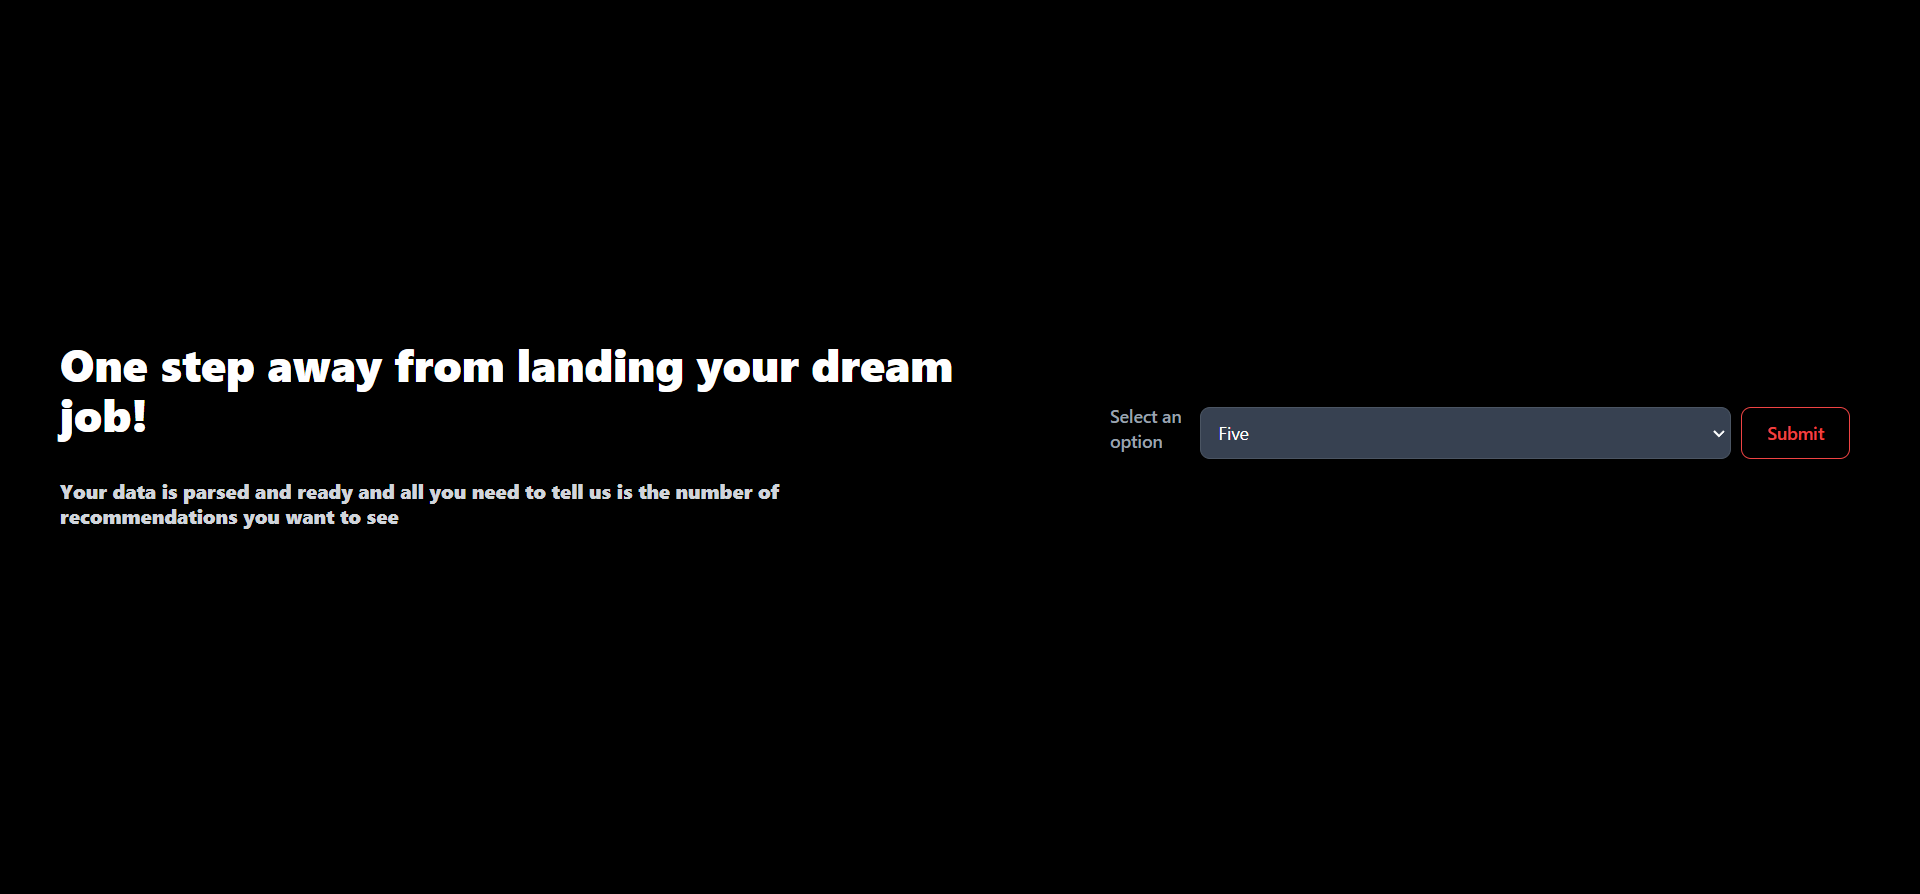 One step away from landing your dream
job!
Your data is parsed and ready and all you need to tell us is the number of
recommendations you want to see
Select an
option
Five
Submit